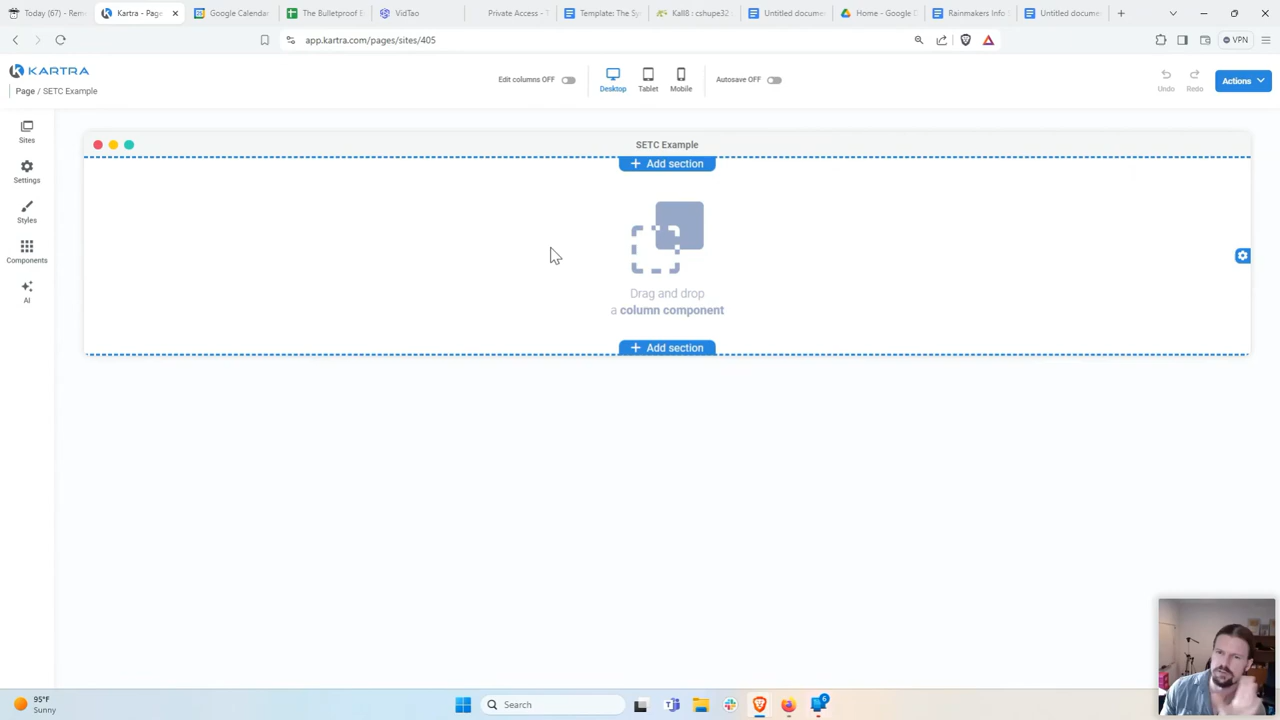 Today (67) - Rem
Kartra - Page
Google Calendar
The Bulletproof E
VidTao
Private Access - T
Template: The Sy
Kall8 : cshupe32
Untitled docume
Home - Google D
Rainmakers Info S
Untitled docume
app.kartra.com/pages/sites/405
VPN
KARTRA
Page / SETC Example
Edit columns OFF
Desktop
Tablet
Mobile
Autosave OFF
Undo
Redo
Actions
Sites
Settings
Styles
Components
AI
SETC Example
+ Add section
Drag and drop
a column component
+ Add section
95°F
Sunny
Search
6